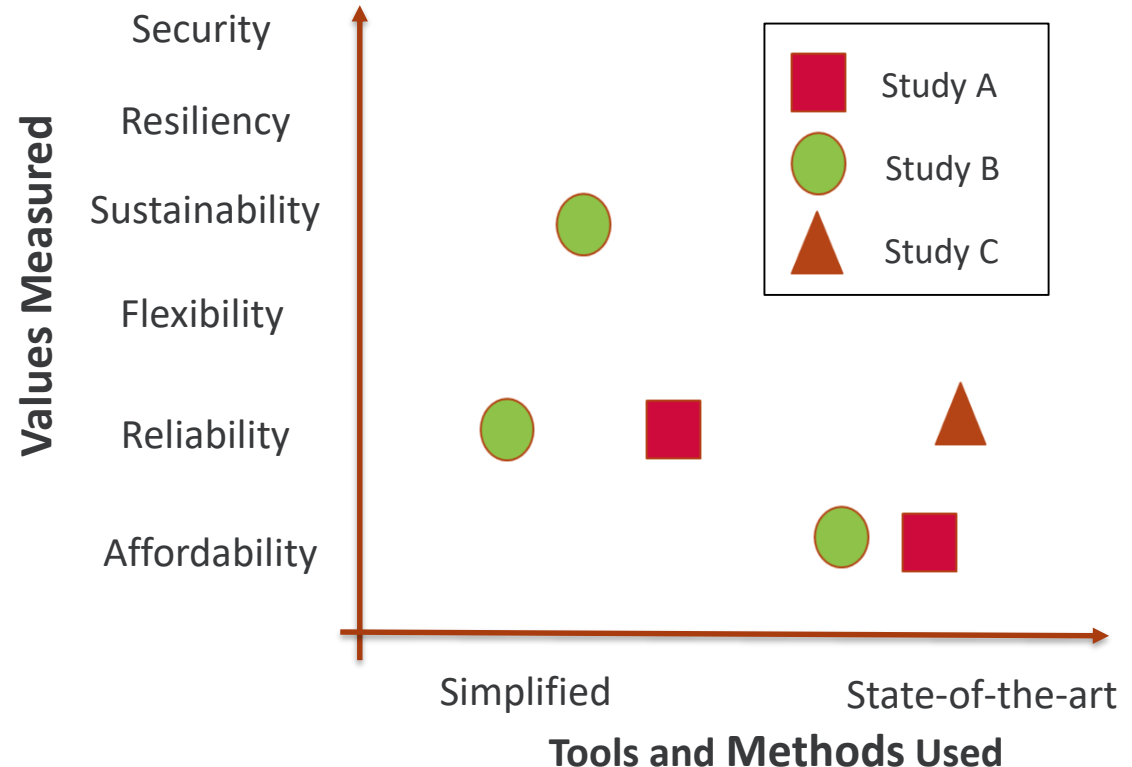 Security
Resiliency
Sustainability
Flexibility
Reliability
Affordability
Values Measured
Study A
Study B
Study C
Simplified
State-of-the-art
Tools and Methods Used